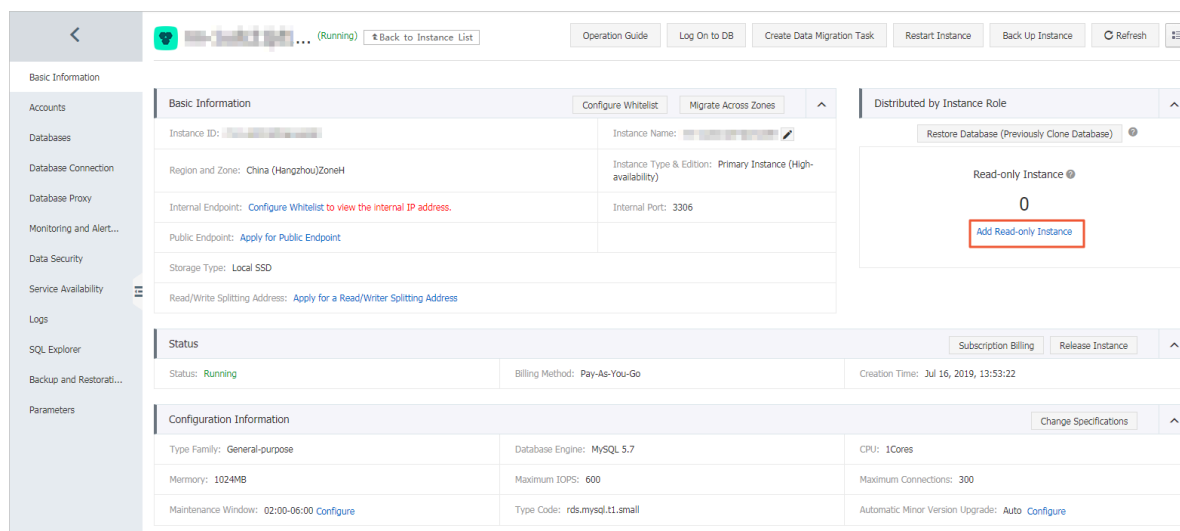 ... (Running) Back to Instance List
Operation Guide
Log On to DB
Create Data Migration Task
Restart Instance
Back Up Instance
Refresh
Basic Information
Accounts
Databases
Database Connection
Database Proxy
Monitoring and Alert...
Data Security
Service Availability
Logs
SQL Explorer
Backup and Restorati...
Parameters
Basic Information
Configure Whitelist
Migrate Across Zones
Instance ID:
Instance Name:
Region and Zone: China (Hangzhou)ZoneH
Instance Type & Edition: Primary Instance (High-
availability)
Internal Endpoint: Configure Whitelist to view the internal IP address.
Internal Port: 3306
Public Endpoint: Apply for Public Endpoint
Storage Type: Local SSD
Read/Write Splitting Address: Apply for a Read/Writer Splitting Address
Distributed by Instance Role
Restore Database (Previously Clone Database)
Read-only Instance
0
Add Read-only Instance
Status
Subscription Billing
Release Instance
Status: Running
Billing Method: Pay-As-You-Go
Creation Time: Jul 16, 2019, 13:53:22
Configuration Information
Change Specifications
Type Family: General-purpose
Database Engine: MySQL 5.7
CPU: 1Cores
Mermory: 1024MB
Maximum IOPS: 600
Maximum Connections: 300
Maintenance Window: 02:00-06:00 Configure
Type Code: rds.mysql.t1.small
Automatic Minor Version Upgrade: Auto Configure